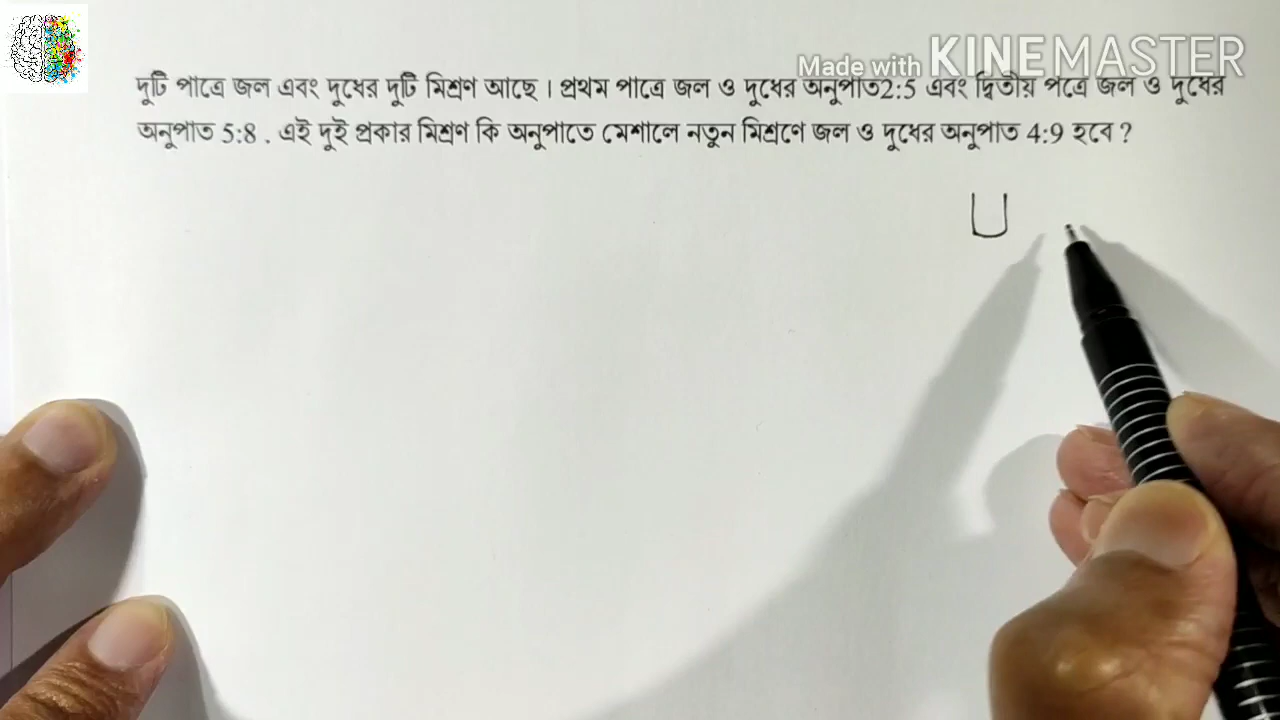 Made with KINEMASTER
দুটি পাত্রে জল এবং দুধের দুটি মিশ্রণ আছে । প্রথম পাত্রে জল ও দুধের অনুপাত2:5 এবং দ্বিতীয় পত্রে জল ও দুধের
অনুপাত 5:8 . এই দুই প্রকার মিশ্রণ কি অনুপাতে মেশালে নতুন মিশ্রণে জল ও দুধের অনুপাত 4:9 হবে ?